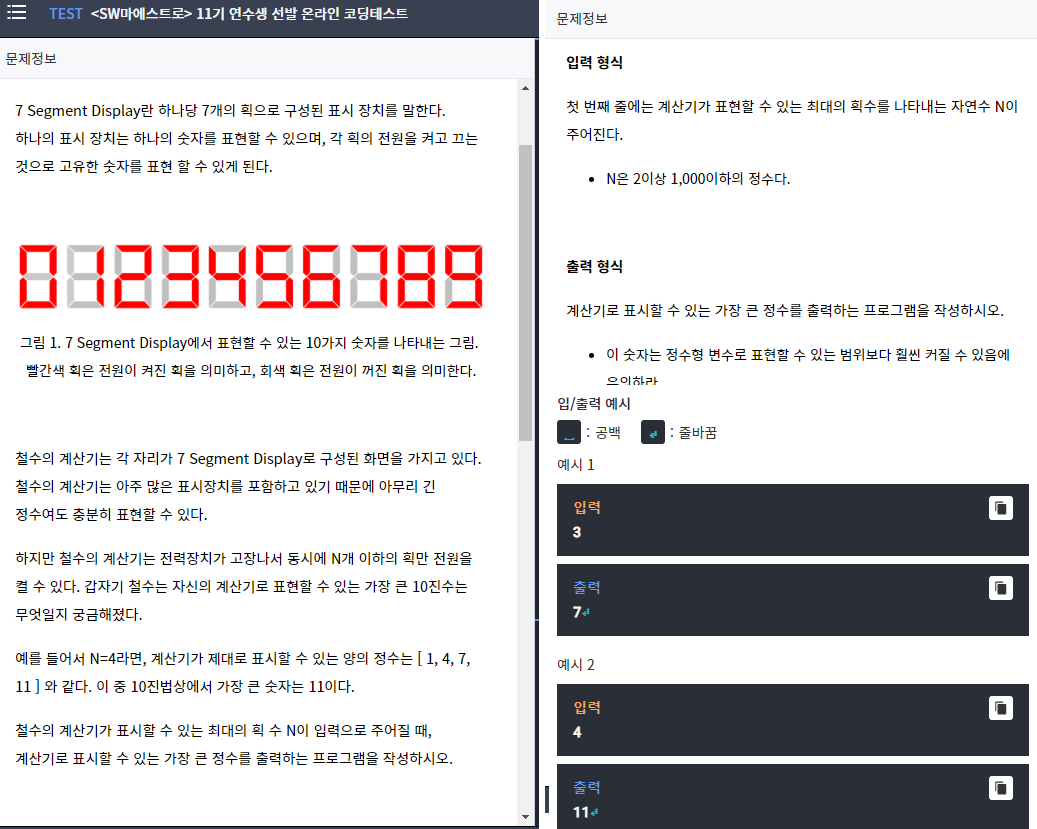 TEST <SW마에스트로> 11기 연수생 선발 온라인 코딩테스트
문제정보
7 Segment Display란 하나당 7개의 획으로 구성된 표시 장치를 말한다.
하나의 표시 장치는 하나의 숫자를 표현할 수 있으며, 각 획의 전원을 켜고 끄는
것으로 고유한 숫자를 표현 할 수 있게 된다.
0123456789
그림 1. 7 Segment Display에서 표현할 수 있는 10가지 숫자를 나타내는 그림.
빨간색 획은 전원이 켜진 획을 의미하고, 회색 획은 전원이 꺼진 획을 의미한다.
철수의 계산기는 각 자리가 7 Segment Display로 구성된 화면을 가지고 있다.
철수의 계산기는 아주 많은 표시장치를 포함하고 있기 때문에 아무리 긴
정수여도 충분히 표현할 수 있다.
하지만 철수의 계산기는 전력장치가 고장나서 동시에 N개 이하의 획만 전원을
켤 수 있다. 갑자기 철수는 자신의 계산기로 표현할 수 있는 가장 큰 10진수는
무엇일지 궁금해졌다.
예를 들어서 N=4라면, 계산기가 제대로 표시할 수 있는 양의 정수는 [ 1, 4, 7,
11 ] 와 같다. 이 중 10진법상에서 가장 큰 숫자는 11이다.
철수의 계산기가 표시할 수 있는 최대의 획 수 N이 입력으로 주어질 때,
계산기로 표시할 수 있는 가장 큰 정수를 출력하는 프로그램을 작성하시오.
문제정보
입력 형식
첫 번째 줄에는 계산기가 표현할 수 있는 최대의 획수를 나타내는 자연수 N이
주어진다.
• N은 2이상 1,000이하의 정수다.
출력 형식
계산기로 표시할 수 있는 가장 큰 정수를 출력하는 프로그램을 작성하시오.
• 이 숫자는 정수형 변수로 표현할 수 있는 범위보다 훨씬 커질 수 있음에
유의하라
입/출력 예시
: 공백 ↲ : 줄바꿈
예시 1
입력
3
출력
7↲
예시 2
입력
4
출력
11↲